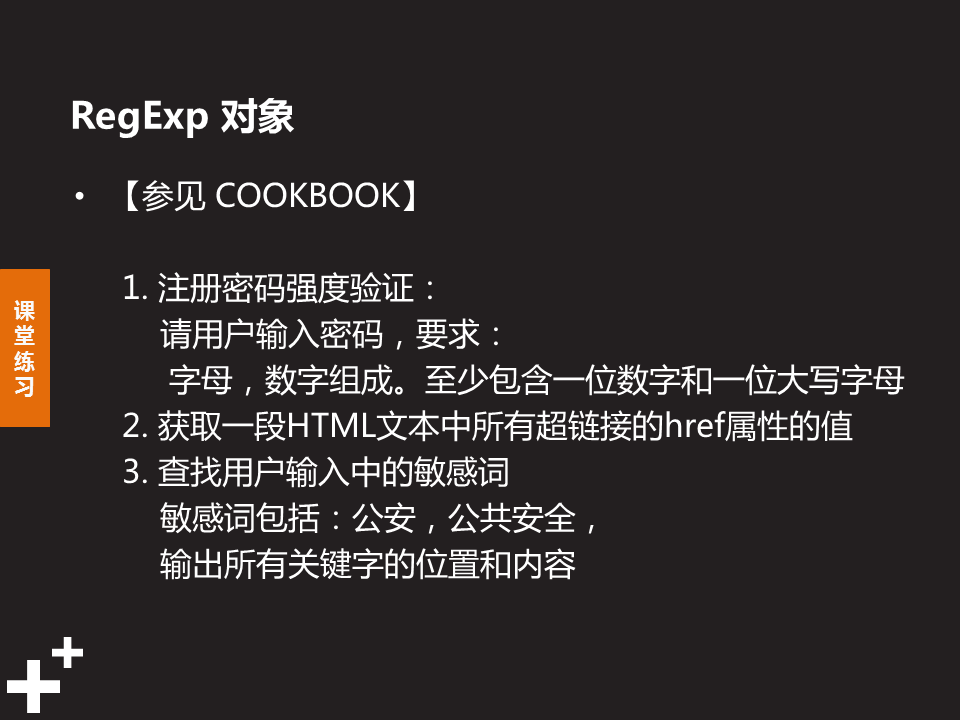 RegExp 对象
• 【参见 COOKBOOK】
1. 注册密码强度验证：
请用户输入密码，要求：
字母，数字组成。至少包含一位数字和一位大写字母
2. 获取一段HTML文本中所有超链接的href属性的值
3. 查找用户输入中的敏感词
敏感词包括：公安，公共安全，
输出所有关键字的位置和内容
课堂练习